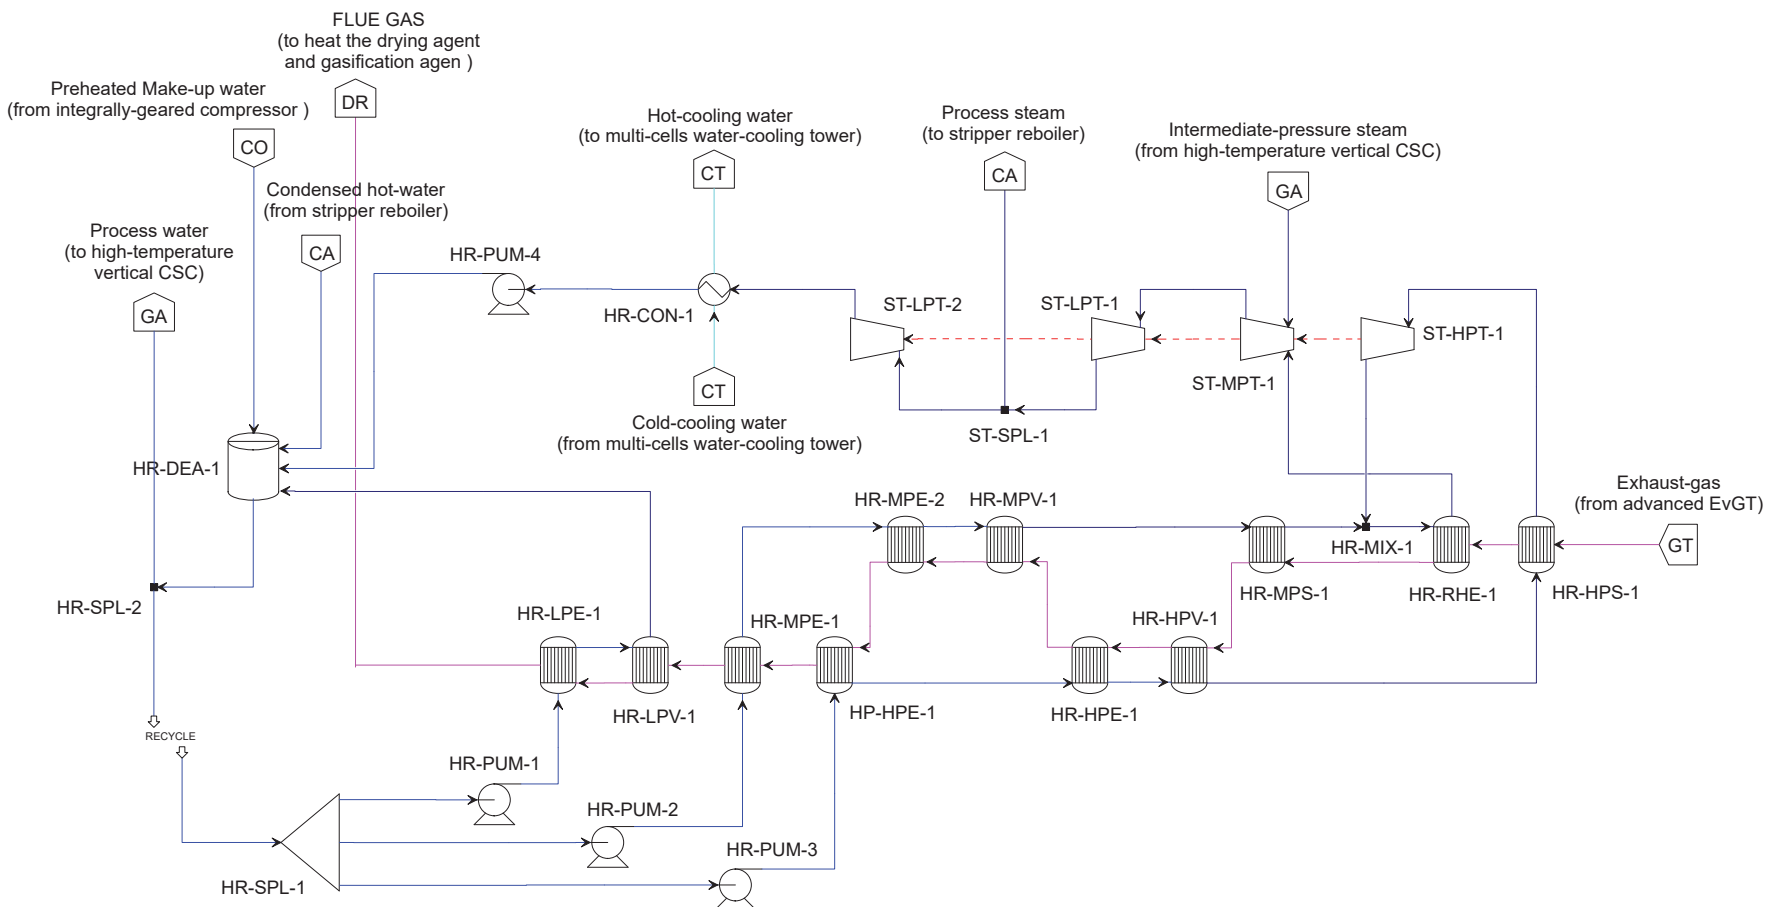 FLUE GAS
(to heat the drying agent
and gasification agen )
DR
Preheated Make-up water
(from integrally-geared compressor )
CO
Condensed hot-water
(from stripper reboiler)
CA
Process water
(to high-temperature
vertical CSC)
GA
Hot-cooling water
(to multi-cells water-cooling tower)
CT
Process steam
(to stripper reboiler)
CA
Intermediate-pressure steam
(from high-temperature vertical CSC)
GA
HR-PUM-4
HR-CON-1
ST-LPT-2
ST-LPT-1
ST-MPT-1
ST-HPT-1
CT
Cold-cooling water
(from multi-cells water-cooling tower)
ST-SPL-1
HR-DEA-1
HR-MPE-2
HR-MPV-1
HR-MIX-1
Exhaust-gas
(from advanced EvGT)
GT
HR-MPS-1
HR-RHE-1
HR-HPS-1
HR-SPL-2
HR-LPE-1
HR-MPE-1
HR-HPV-1
HR-LPV-1
HP-HPE-1
HR-HPE-1
RECYCLE
HR-PUM-1
HR-PUM-2
HR-PUM-3
HR-SPL-1